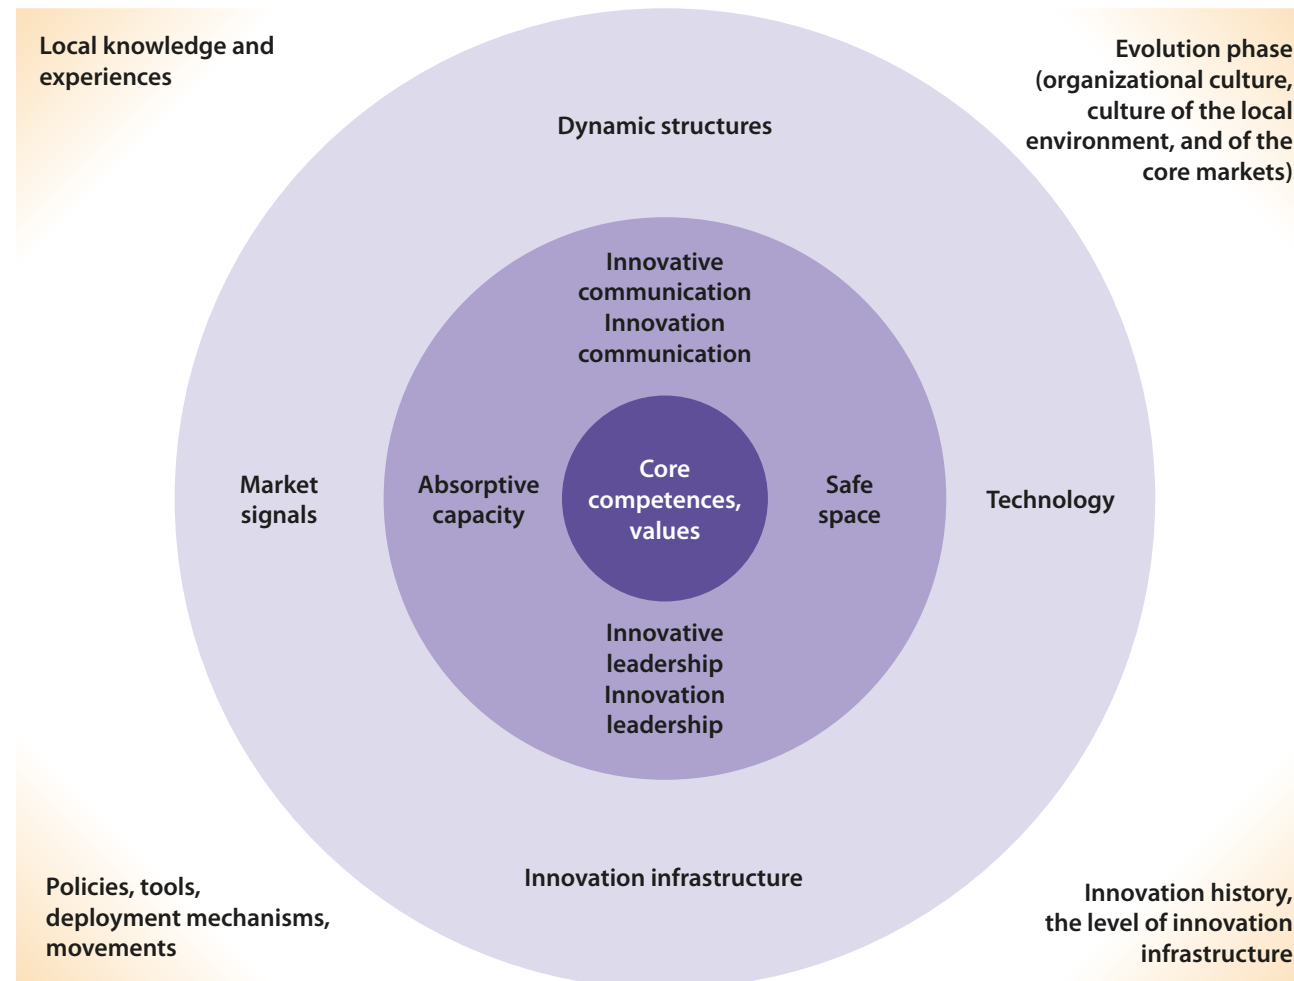 Local knowledge and
experiences
Evolution phase
(organizational culture,
culture of the local
environment, and of the
core markets)
Dynamic structures
Innovative
communication
Innovation
communication
Market
signals
Absorptive
capacity
Core
competences,
values
Safe
space
Technology
Innovative
leadership
Innovation
leadership
Innovation infrastructure
Policies, tools,
deployment mechanisms,
movements
Innovation history,
the level of innovation
infrastructure